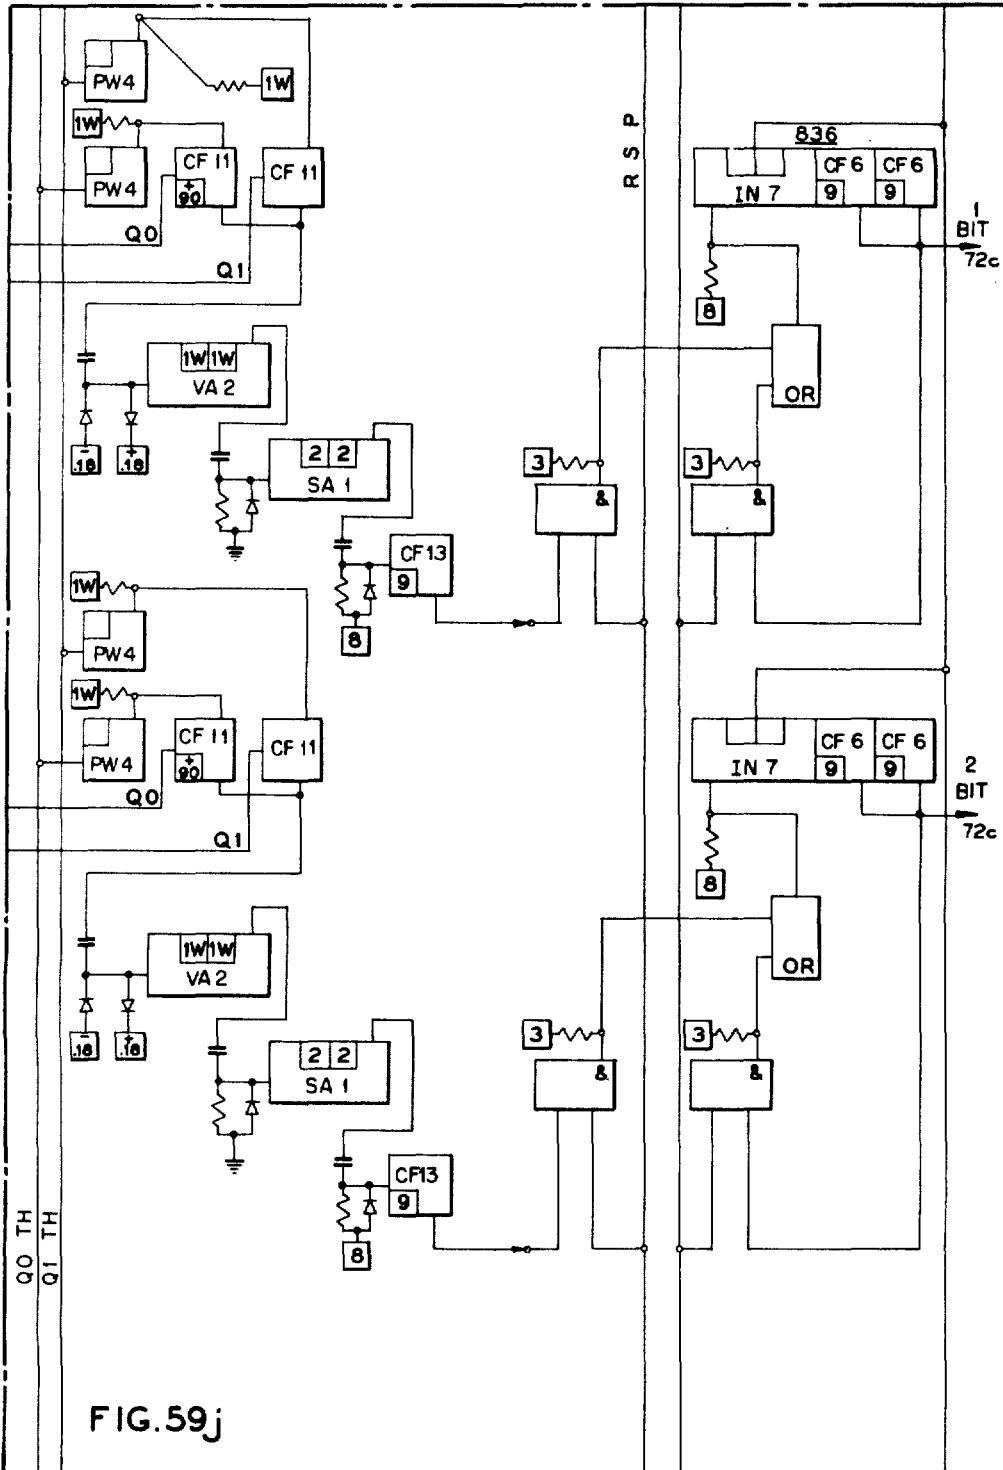 PW4
1W
1W
PW4
CF 11
+
90
CF 11
Q0
Q1
1W 1W
VA 2
-
.18
+
.18
2 2
SA 1
CF13
9
8
3
&
3
&
R S P
836
IN 7
CF 6
9
CF 6
9
1
BIT
72c
8
OR
1W
PW4
1W
PW4
CF 11
+
90
CF 11
Q0
Q1
1W 1W
VA 2
-
.18
+
.18
2 2
SA 1
CF13
9
8
3
&
3
&
IN 7
CF 6
9
CF 6
9
2
BIT
72c
8
OR
Q0 TH
Q1 TH
FIG.59j